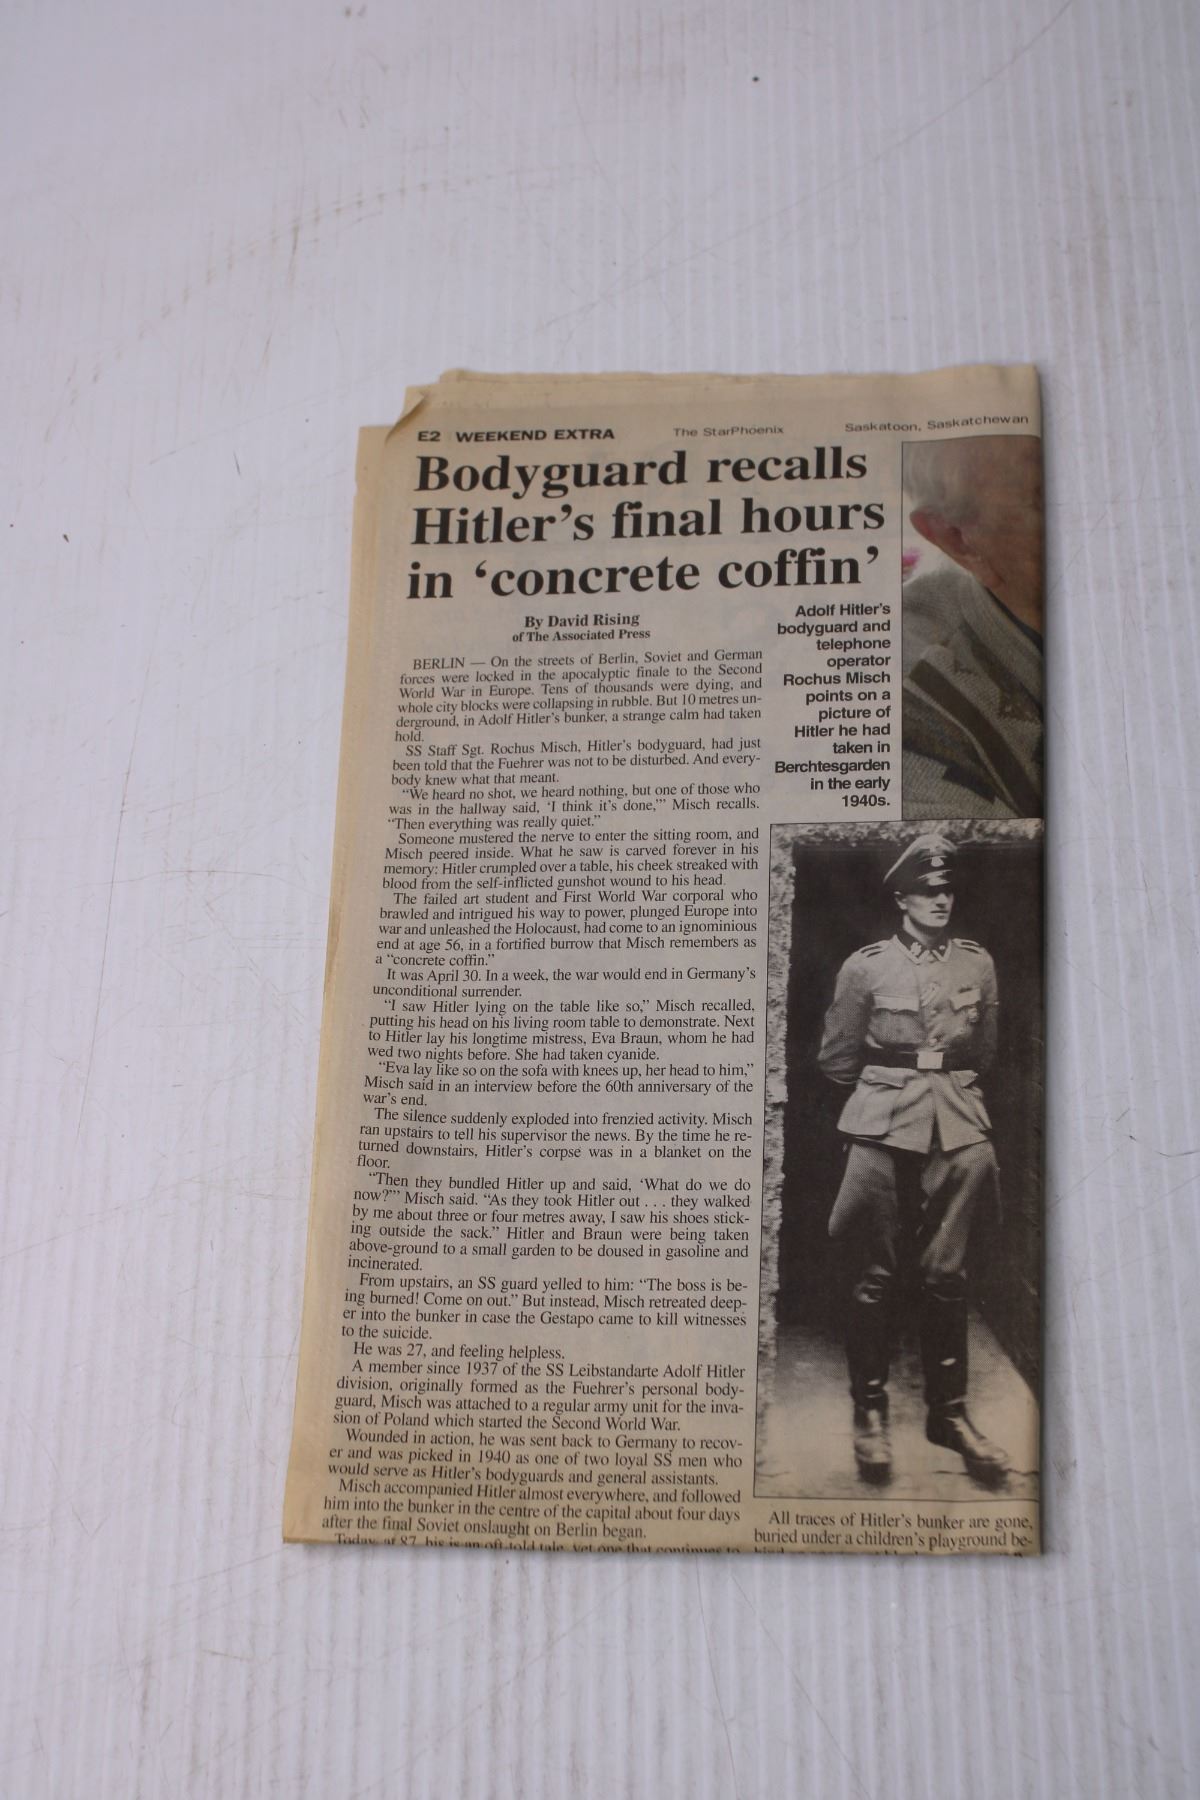 E2 WEEKEND EXTRA The StarPhoenix Saskatoon, Saskatchewan
Bodyguard recalls
Hitler's final hours
in 'concrete coffin'
By David Rising
of The Associated Press
BERLIN — On the streets of Berlin, Soviet and German
forces were locked in the apocalyptic finale to the Second
World War in Europe. Tens of thousands were dying, and
whole city blocks were collapsing in rubble. But 10 metres un-
derground, in Adolf Hitler's bunker, a strange calm had taken
hold.
SS Staff Sgt. Rochus Misch, Hitler's bodyguard, had just
been told that the Fuehrer was not to be disturbed. And every-
body knew what that meant.
"We heard no shot, we heard nothing, but one of those who
was in the hallway said, 'I think it's done,'" Misch recalls.
"Then everything was really quiet."
Someone mustered the nerve to enter the sitting room, and
Misch peered inside. What he saw is carved forever in his
memory: Hitler crumpled over a table, his cheek streaked with
blood from the self-inflicted gunshot wound to his head.
The failed art student and First World War corporal who
brawled and intrigued his way to power, plunged Europe into
war and unleashed the Holocaust, had come to an ignominious
end at age 56, in a fortified burrow that Misch remembers as
a "concrete coffin."
It was April 30. In a week, the war would end in Germany's
unconditional surrender.
"I saw Hitler lying on the table like so," Misch recalled,
putting his head on his living room table to demonstrate. Next
to Hitler lay his longtime mistress, Eva Braun, whom he had
wed two nights before. She had taken cyanide.
"Eva lay like so on the sofa with knees up, her head to him,"
Misch said in an interview before the 60th anniversary of the
war's end.
The silence suddenly exploded into frenzied activity. Misch
ran upstairs to tell his supervisor the news. By the time he re-
turned downstairs, Hitler's corpse was in a blanket on the
floor.
"Then they bundled Hitler up and said, 'What do we do
now?'" Misch said. "As they took Hitler out . . . they walked
by me about three or four metres away, I saw his shoes stick-
ing outside the sack." Hitler and Braun were being taken
above-ground to a small garden to be doused in gasoline and
incinerated.
From upstairs, an SS guard yelled to him: "The boss is be-
ing burned! Come on out." But instead, Misch retreated deep-
er into the bunker in case the Gestapo came to kill witnesses
to the suicide.
He was 27, and feeling helpless.
A member since 1937 of the SS Leibstandarte Adolf Hitler
division, originally formed as the Fuehrer's personal body-
guard, Misch was attached to a regular army unit for the inva-
sion of Poland which started the Second World War.
Wounded in action, he was sent back to Germany to recov-
er and was picked in 1940 as one of two loyal SS men who
would serve as Hitler's bodyguards and general assistants.
Misch accompanied Hitler almost everywhere, and followed
him into the bunker in the centre of the capital about four days
after the final Soviet onslaught on Berlin began.
Today, at 87, his is an oft-told tale, yet one that continues to
Adolf Hitler's
bodyguard and
telephone
operator
Rochus Misch
points on a
picture of
Hitler he had
taken in
Berchtesgarden
in the early
1940s.
All traces of Hitler's bunker are gone,
buried under a children's playground be-